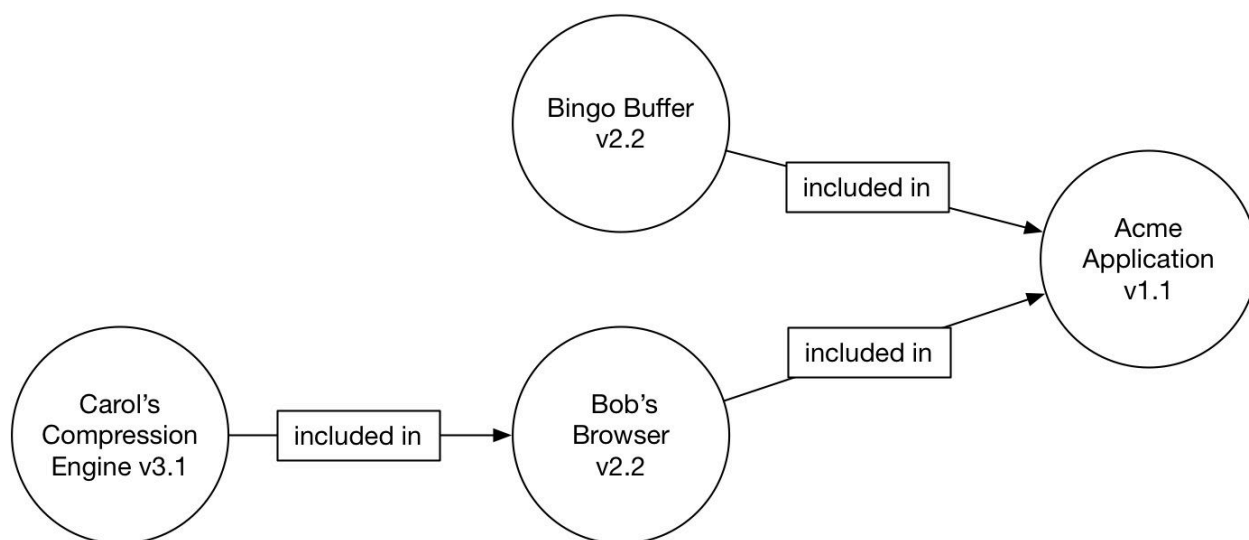 Bingo Buffer
v2.2
included in
Acme
Application
v1.1
included in
Carol’s
Compression
Engine v3.1
included in
Bob’s
Browser
v2.2